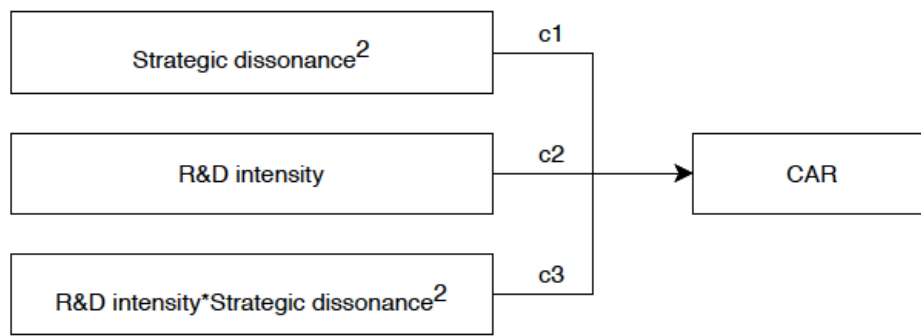 Strategic dissonance²
c1
R&D intensity
c2
CAR
R&D intensity*Strategic dissonance²
c3